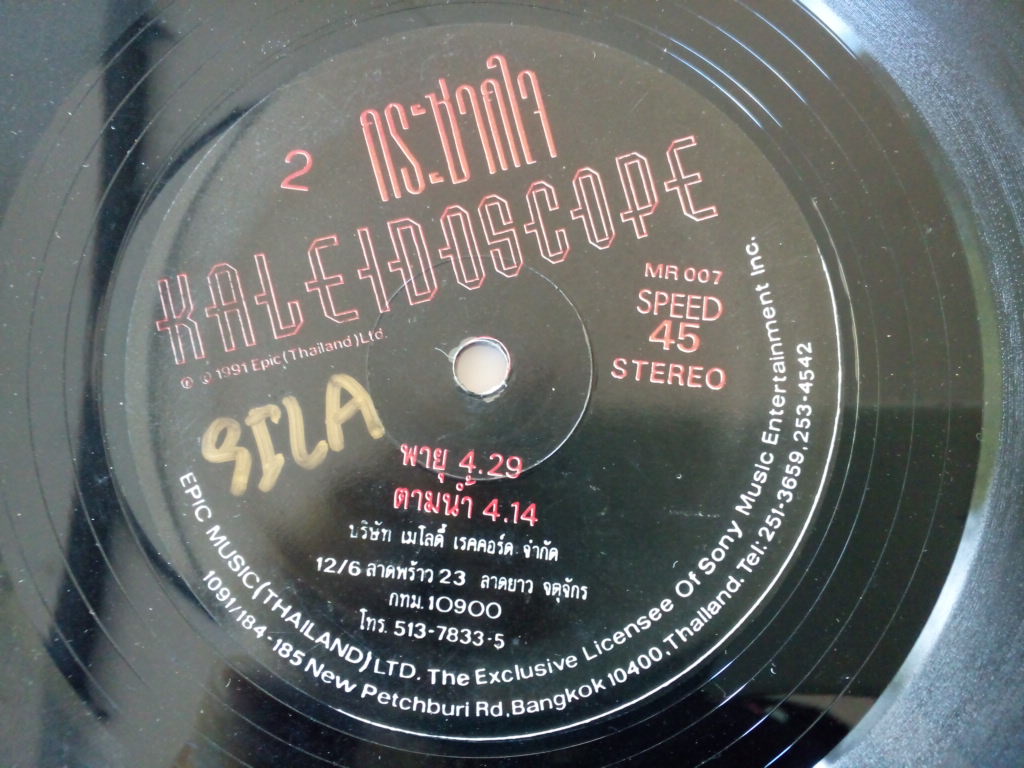 2 กระชากใจ
KALEIDOSCOPE
℗ © 1991 Epic (Thailand) Ltd.
MR 007
SPEED
45
STEREO
SILA
พายุ 4.29
ตามน้ำ 4.14
บริษัท เมโลดี้ เรคคอร์ด จำกัด
12/6 ลาดพร้าว 23 ลาดยาว จตุจักร
กทม. 10900
โทร. 513-7833-5
EPIC MUSIC (THAILAND) LTD. The Exclusive Licensee Of Sony Music Entertainment Inc.
1091/184-185 New Petchburi Rd, Bangkok 10400, Thailand. Tel: 251-3659, 253-4542